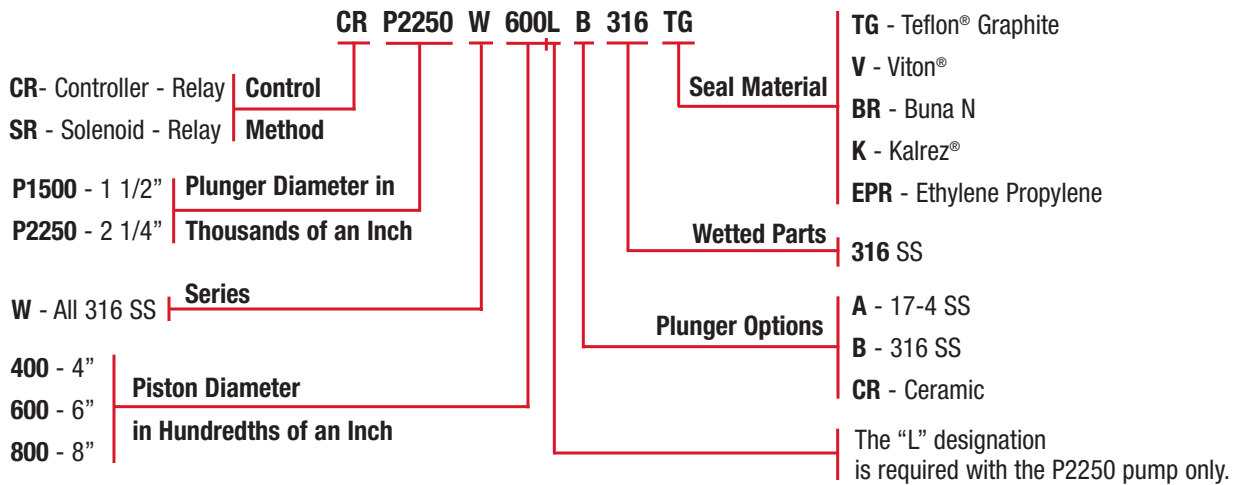 CR P2250 W 600L B 316 TG
CR- Controller - Relay
SR - Solenoid - Relay
Control
Method
P1500 - 1 1/2”
P2250 - 2 1/4”
Plunger Diameter in
Thousands of an Inch
W - All 316 SS
Series
400 - 4”
600 - 6”
800 - 8”
Piston Diameter
in Hundredths of an Inch
Seal Material
TG - Teflon® Graphite
V - Viton®
BR - Buna N
K - Kalrez®
EPR - Ethylene Propylene
Wetted Parts
316 SS
Plunger Options
A - 17-4 SS
B - 316 SS
CR - Ceramic
The “L” designation
is required with the P2250 pump only.